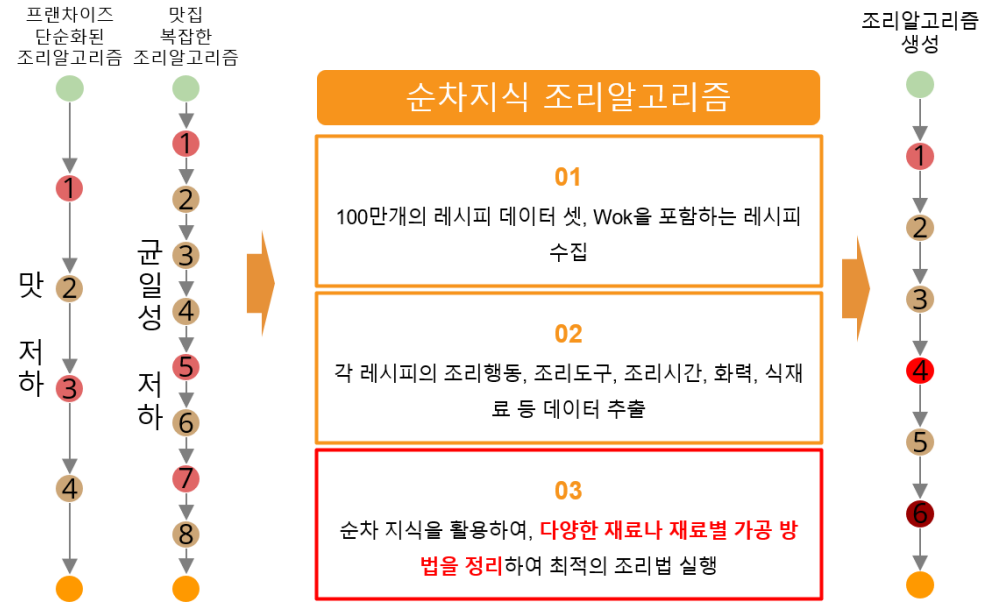 프랜차이즈
단순화된
조리알고리즘
1
2
3
4
맛 저하
맛집
복잡한
조리알고리즘
1
2
3
4
5
6
7
8
균일성 저하
순차지식 조리알고리즘
01
100만개의 레시피 데이터 셋, Wok을 포함하는 레시피
수집
02
각 레시피의 조리행동, 조리도구, 조리시간, 화력, 식재
료 등 데이터 추출
03
순차 지식을 활용하여, 다양한 재료나 재료별 가공 방
법을 정리하여 최적의 조리법 실행
조리알고리즘
생성
1
2
3
4
5
6